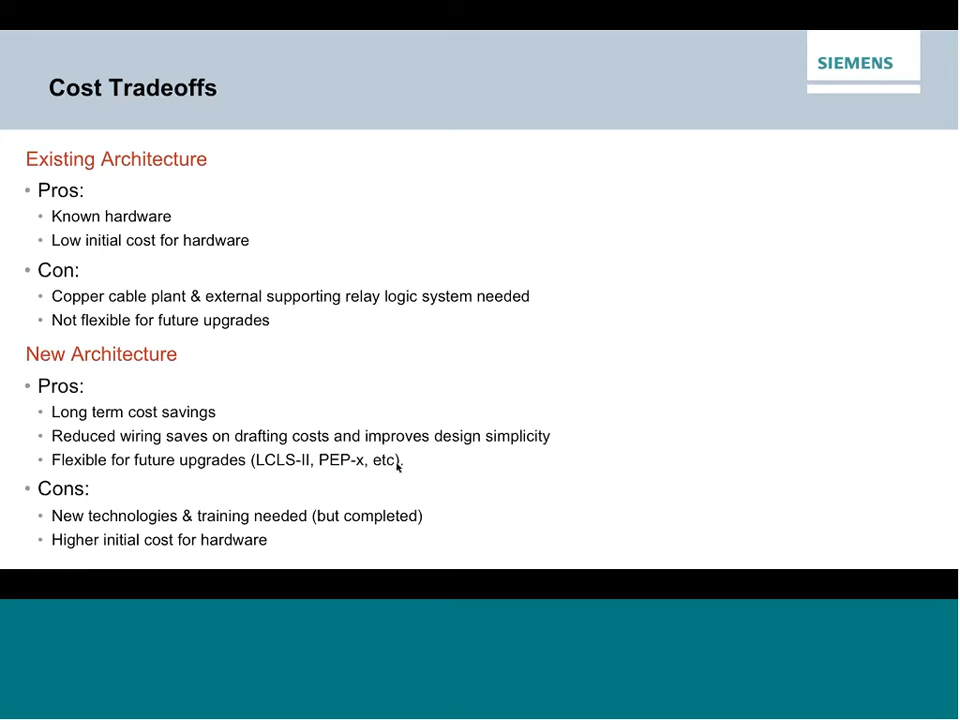 Cost Tradeoffs
SIEMENS
Existing Architecture
• Pros:
• Known hardware
• Low initial cost for hardware
• Con:
• Copper cable plant & external supporting relay logic system needed
• Not flexible for future upgrades
New Architecture
• Pros:
• Long term cost savings
• Reduced wiring saves on drafting costs and improves design simplicity
• Flexible for future upgrades (LCLS-II, PEP-x, etc).
• Cons:
• New technologies & training needed (but completed)
• Higher initial cost for hardware